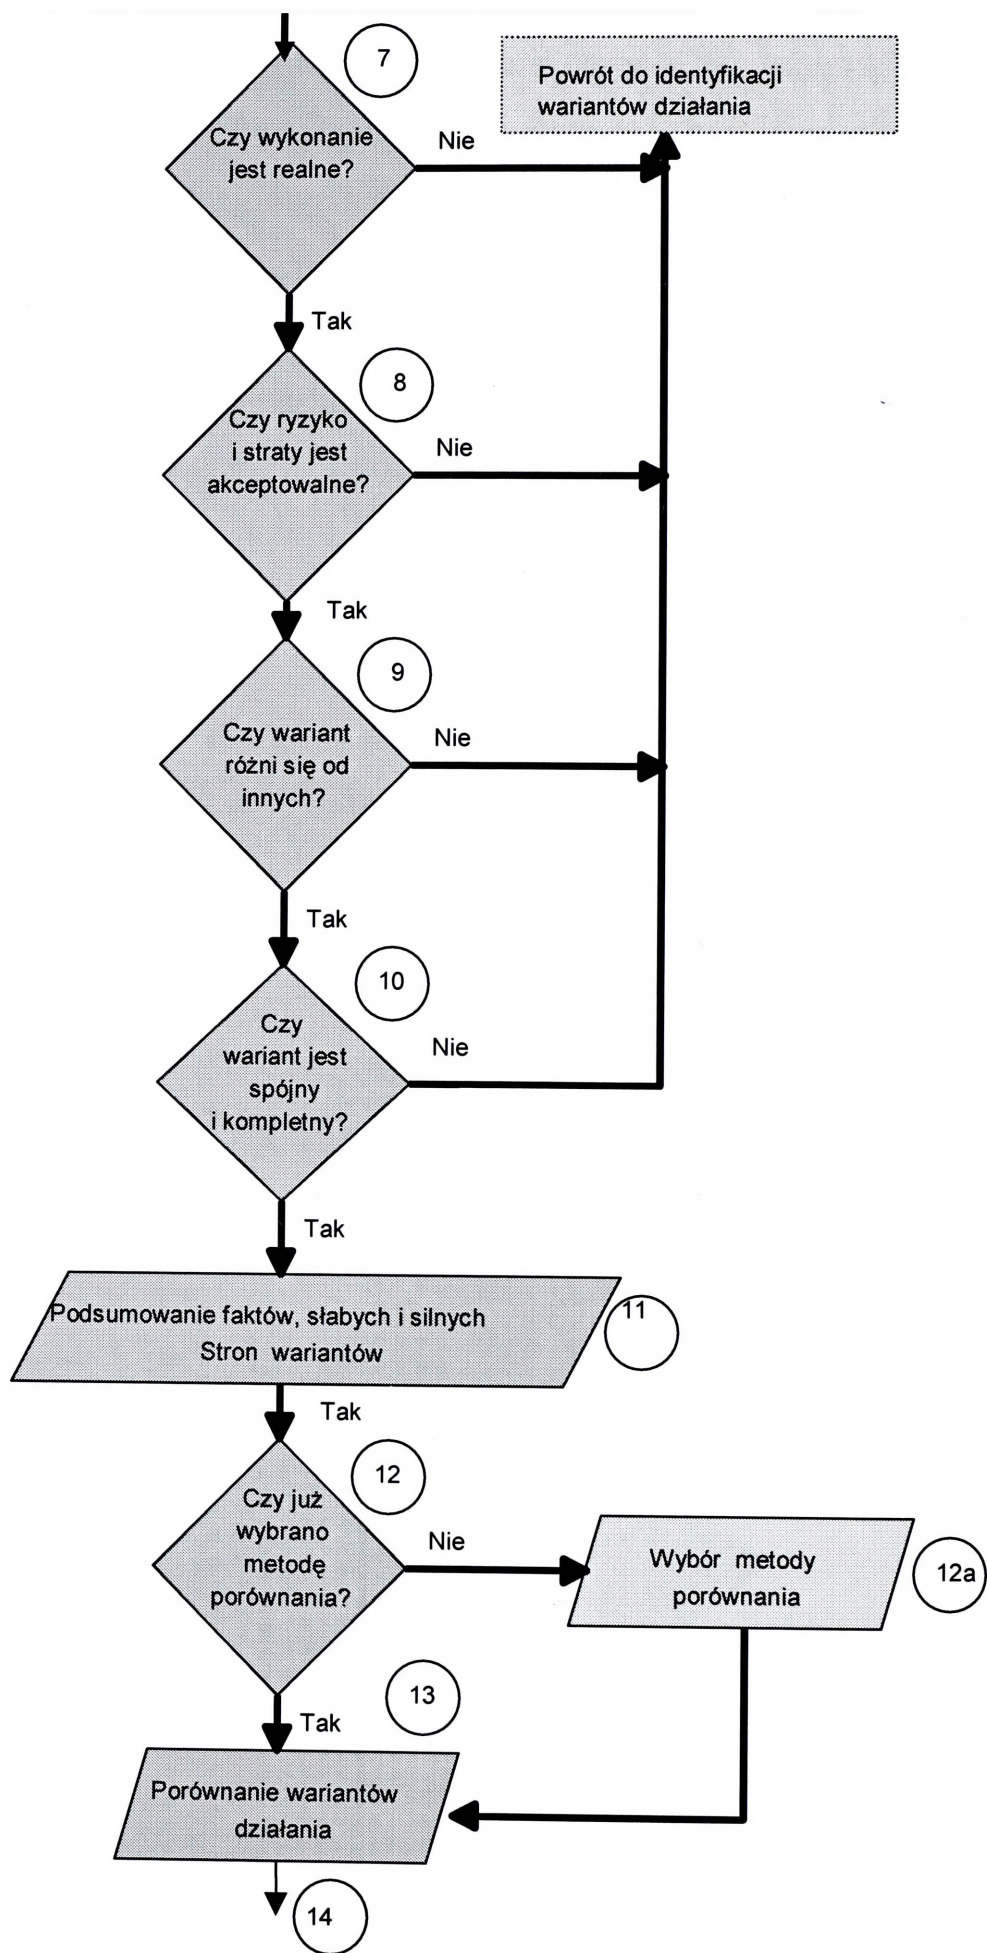 7
Powrót do identyfikacji
wariantów działania
Czy wykonanie
jest realne?
Nie
Tak
8
Czy ryzyko
i straty jest
akceptowalne?
Nie
Tak
9
Czy wariant
różni się od
innych?
Nie
Tak
10
Czy
wariant jest
spójny
i kompletny?
Nie
Tak
Podsumowanie faktów, słabych i silnych
Stron wariantów
11
Tak
12
Czy już
wybrano
metodę
porównania?
Nie
Wybór metody
porównania
12a
13
Tak
Porównanie wariantów
działania
14